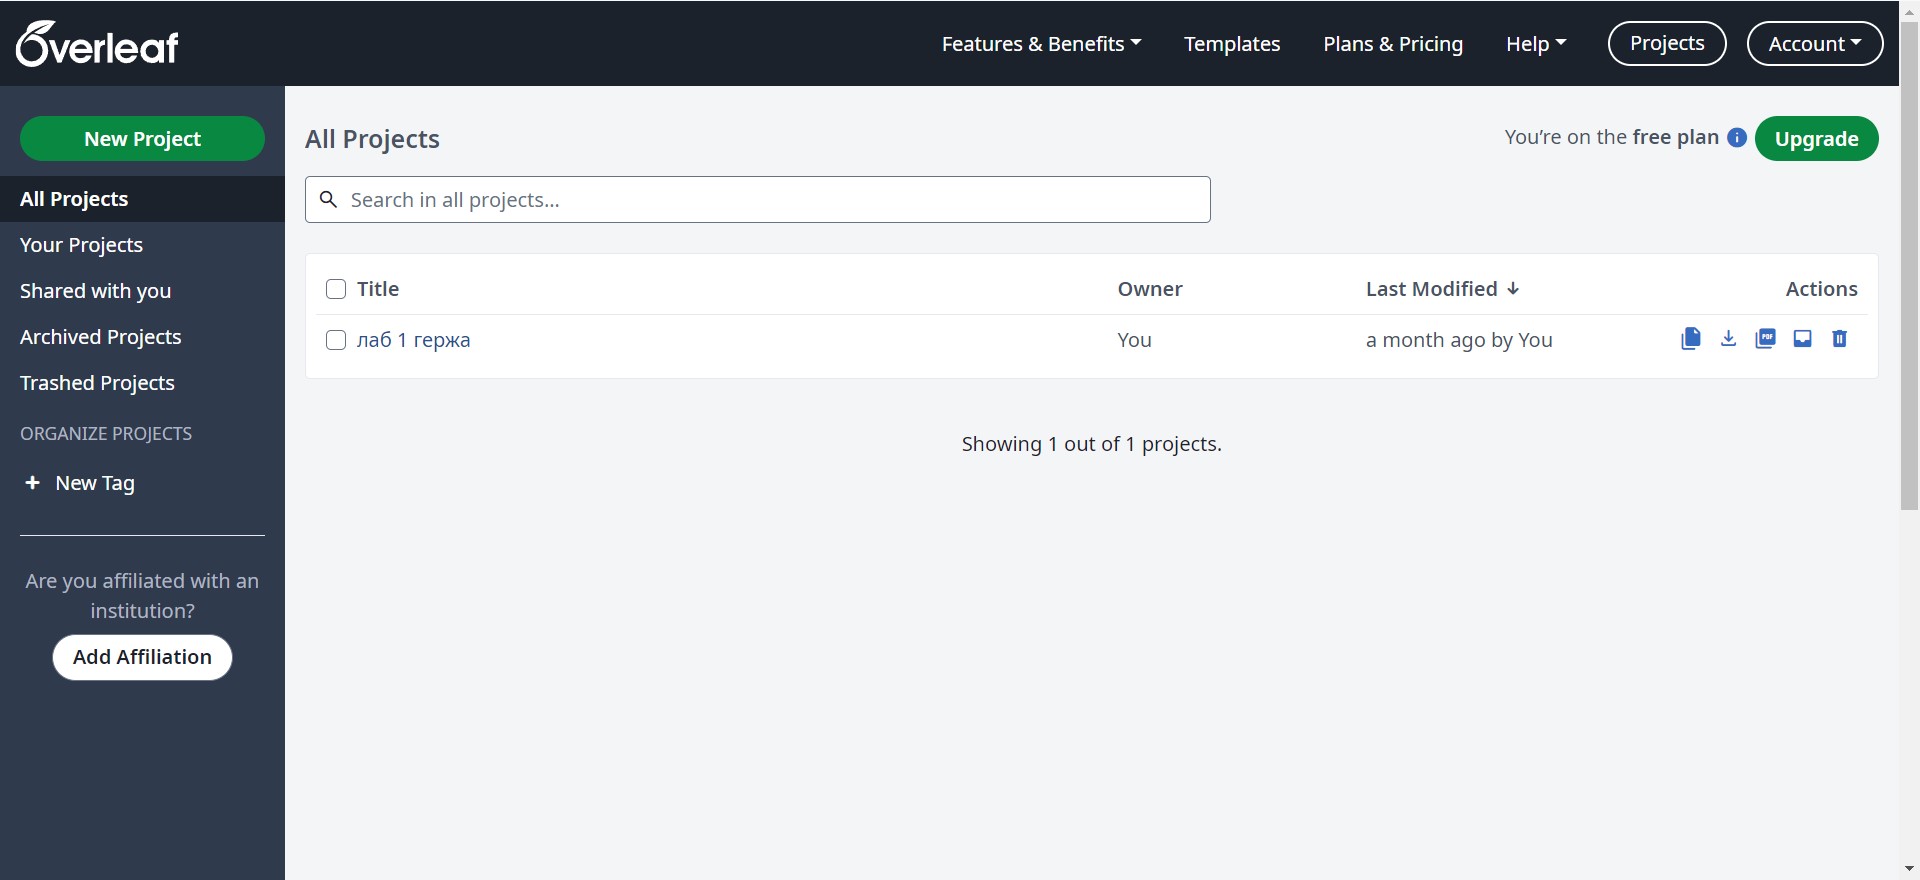 Overleaf
Features & Benefits
Templates
Plans & Pricing
Help
Projects
Account
New Project
All Projects
Your Projects
Shared with you
Archived Projects
Trashed Projects
ORGANIZE PROJECTS
+ New Tag
Are you affiliated with an
institution?
Add Affiliation
All Projects
You’re on the free plan
Upgrade
Search in all projects...
Title
Owner
Last Modified ↓
Actions
лаб 1 гержа
You
a month ago by You
PDF
Showing 1 out of 1 projects.